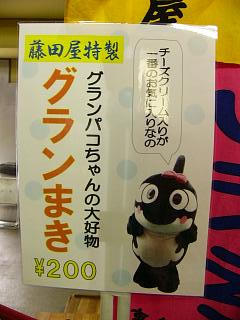 屋
藤田屋特製
チーズクリーム入りが
一番のお気に入りなの
グランパコちゃんの大好物
グランまき
¥200